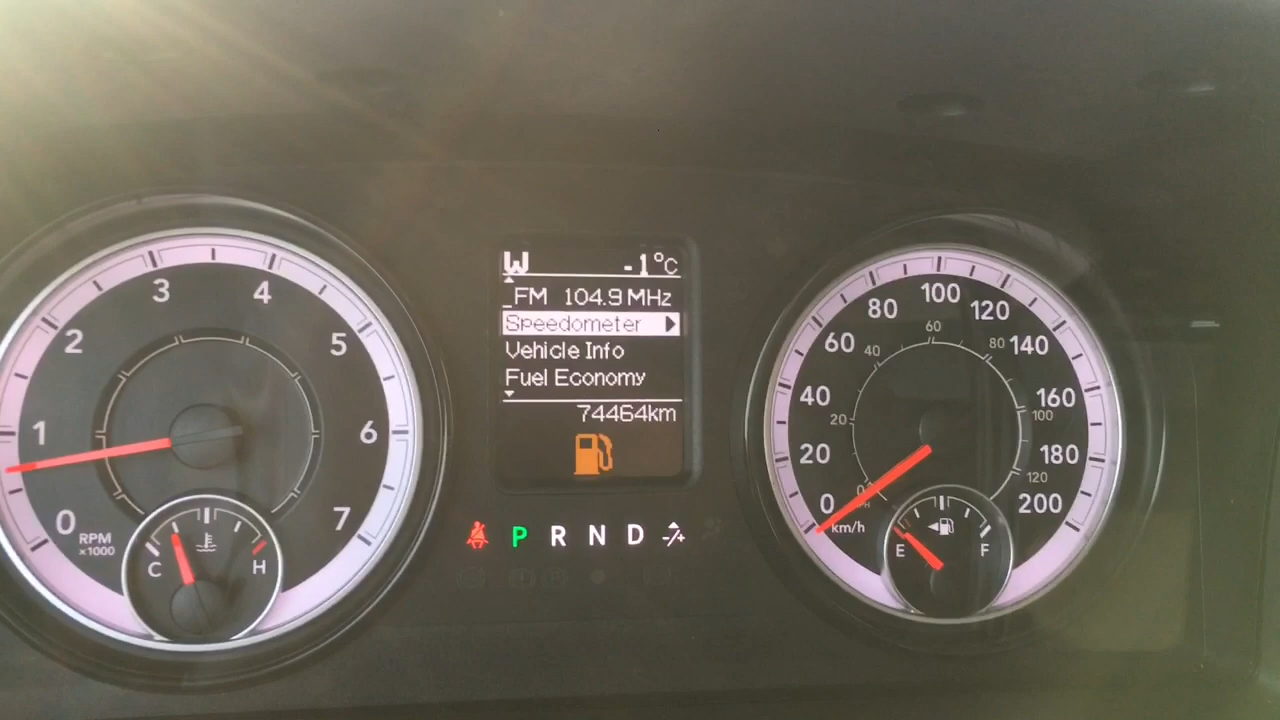 W -1°C
FM 104.9 MHz
Speedometer
Vehicle Info
Fuel Economy
74464km
P R N D -/+
0
1
2
3
4
5
6
7
RPM
x1000
C H
0
20
40
60
80
100
120
140
160
180
200
km/h
0
20
40
60
80
100
120
E F